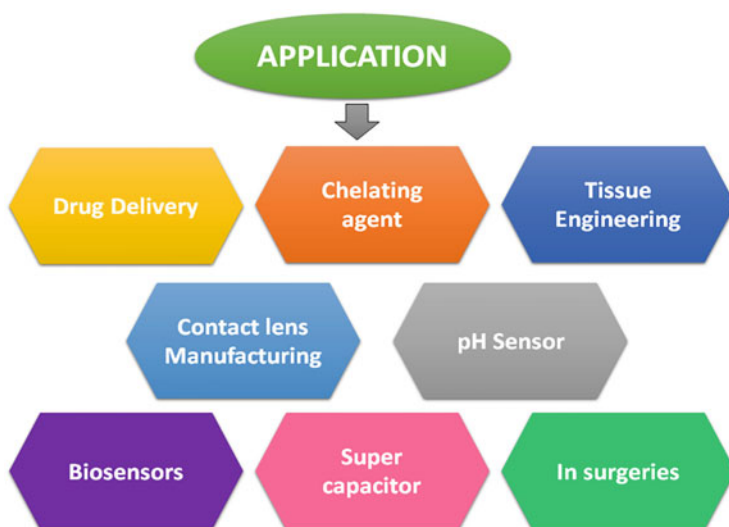 APPLICATION
Drug Delivery
Chelating
agent
Tissue
Engineering
Contact lens
Manufacturing
pH Sensor
Biosensors
Super
capacitor
In surgeries